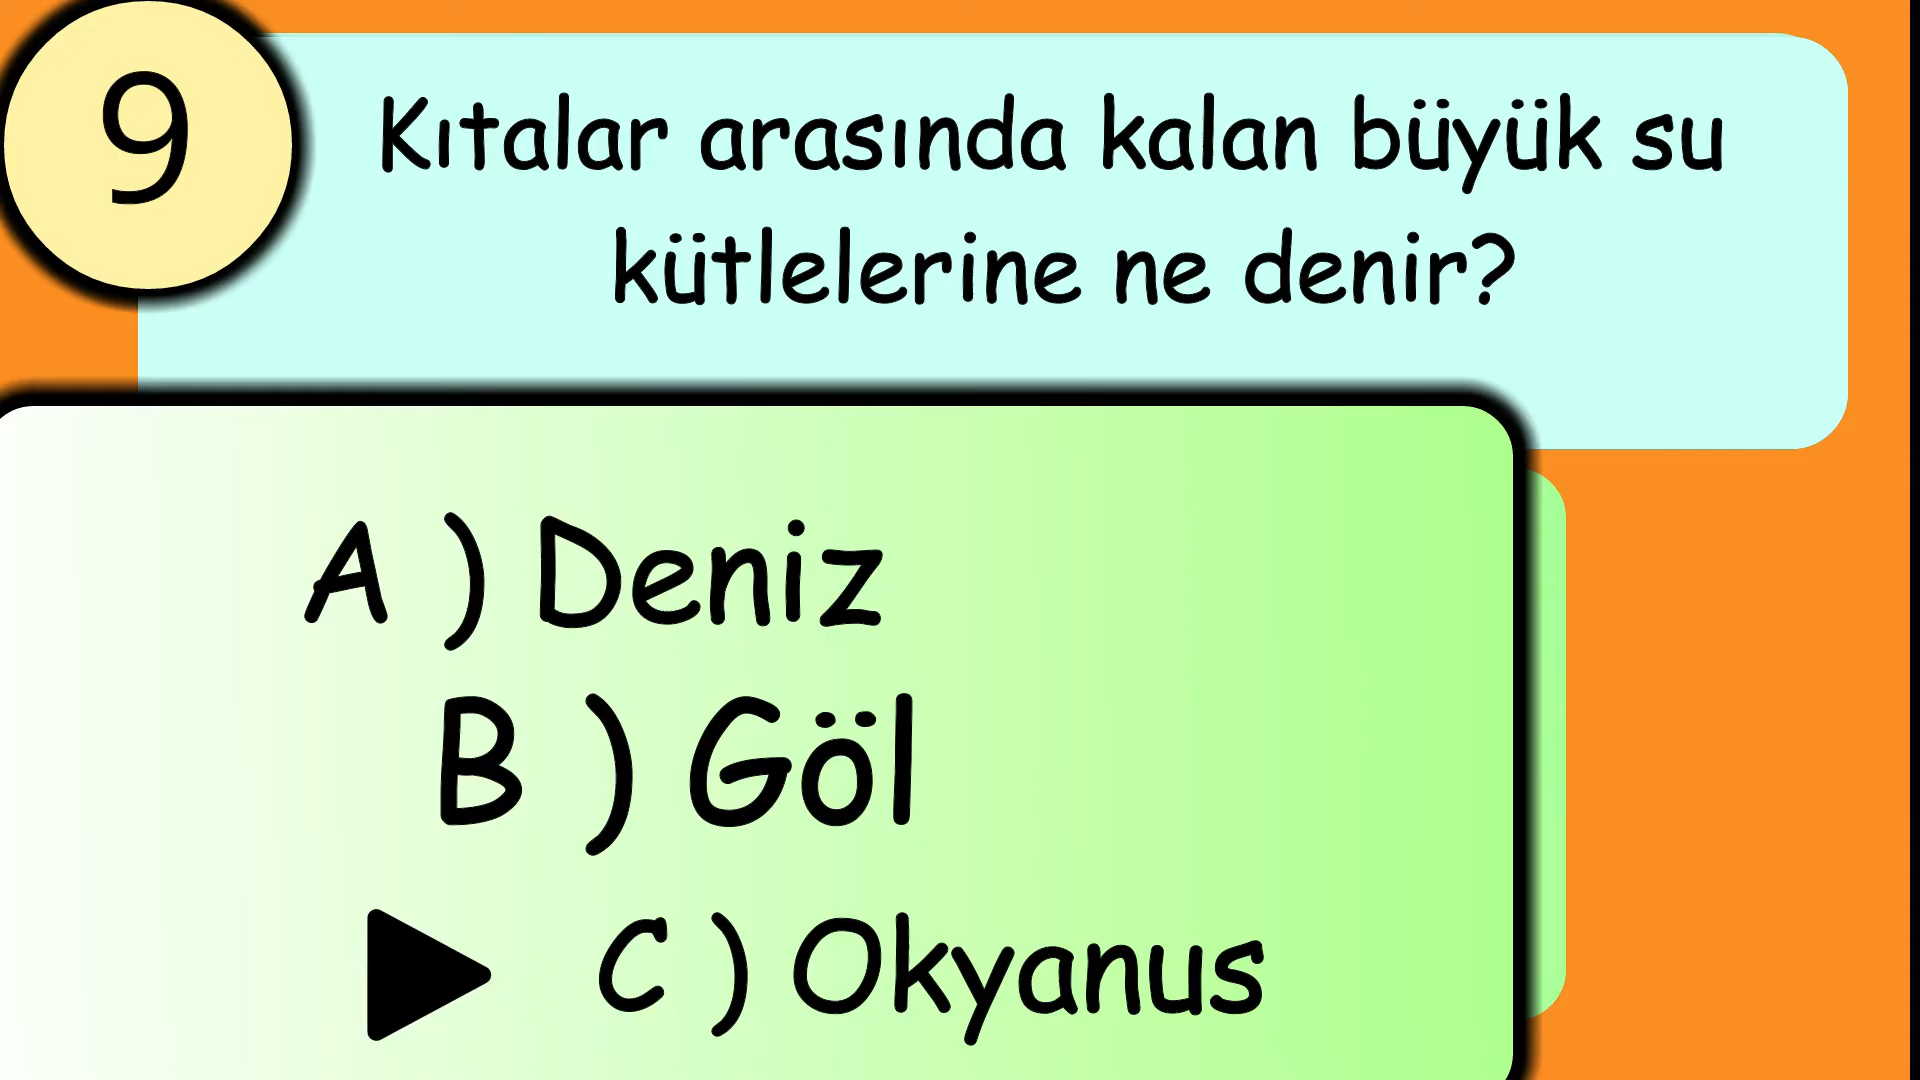 9
Kıtalar arasında kalan büyük su
kütlelerine ne denir?
A ) Deniz
B ) Göl
C ) Okyanus